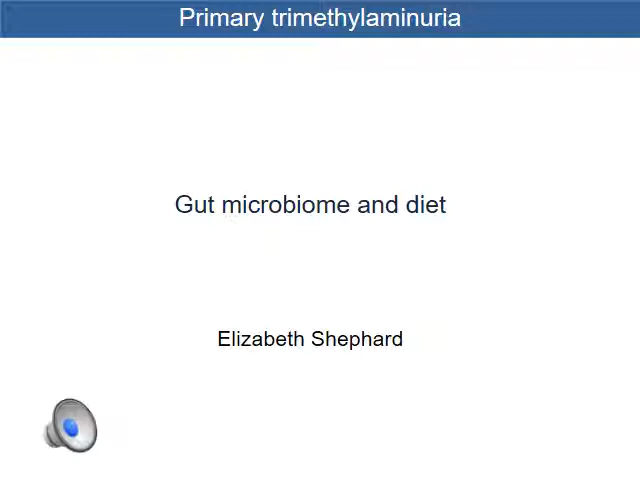 Primary trimethylaminuria
Gut microbiome and diet
Elizabeth Shephard